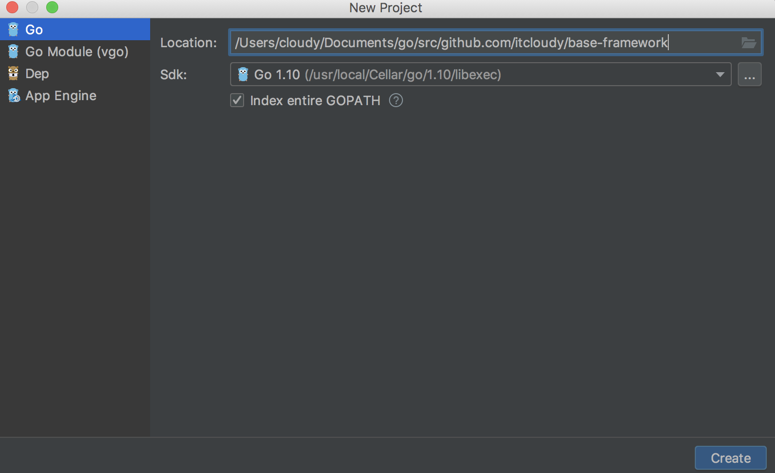 New Project
Go
Go Module (vgo)
Dep
App Engine
Location: /Users/cloudy/Documents/go/src/github.com/itcloudy/base-framework
Sdk: Go 1.10 (/usr/local/Cellar/go/1.10/libexec) ...
Index entire GOPATH ?
Create